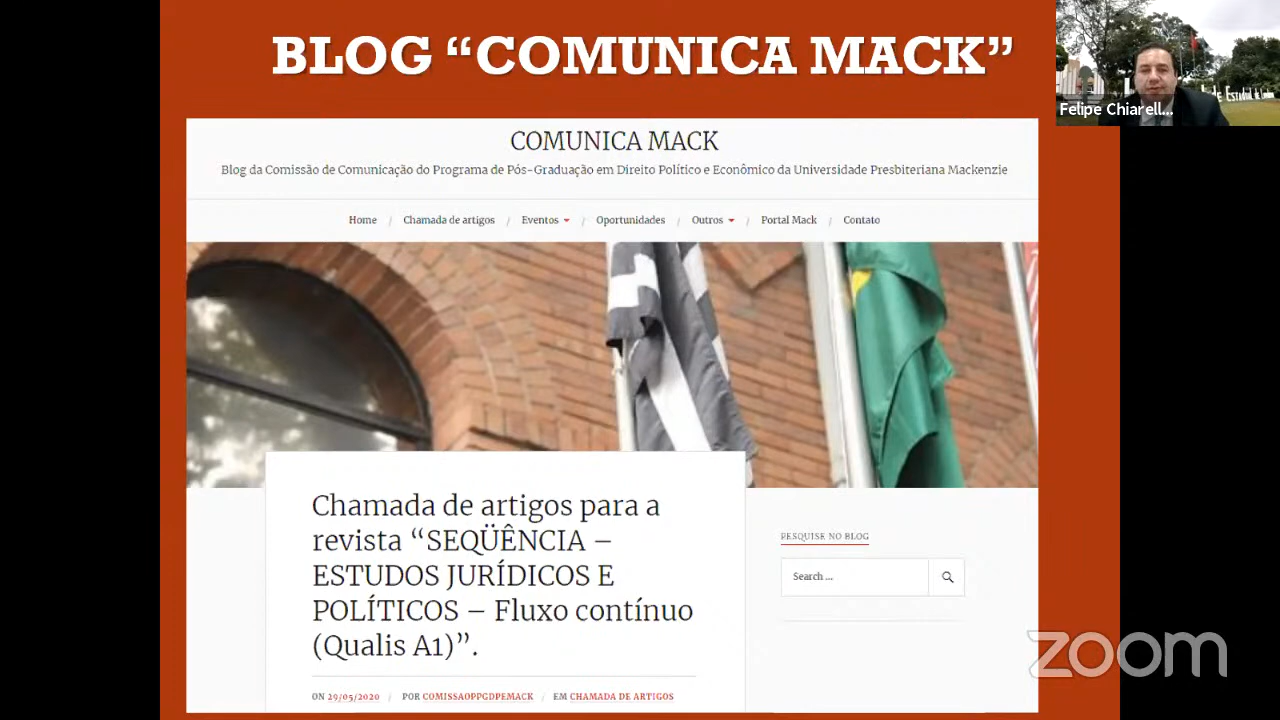 BLOG “COMUNICA MACK”
Felipe Chiarell...
COMUNICA MACK
Blog da Comissão de Comunicação do Programa de Pós-Graduação em Direito Político e Econômico da Universidade Presbiteriana Mackenzie
Home / Chamada de artigos / Eventos / Oportunidades / Outros / Portal Mack / Contato
Chamada de artigos para a
revista “SEQÜÊNCIA –
ESTUDOS JURÍDICOS E
POLÍTICOS – Fluxo contínuo
(Qualis A1)”.
ON 29/05/2020 / POR COMISSAOPPGDPEMACK / EM CHAMADA DE ARTIGOS
PESQUISE NO BLOG
Search ...
zoom